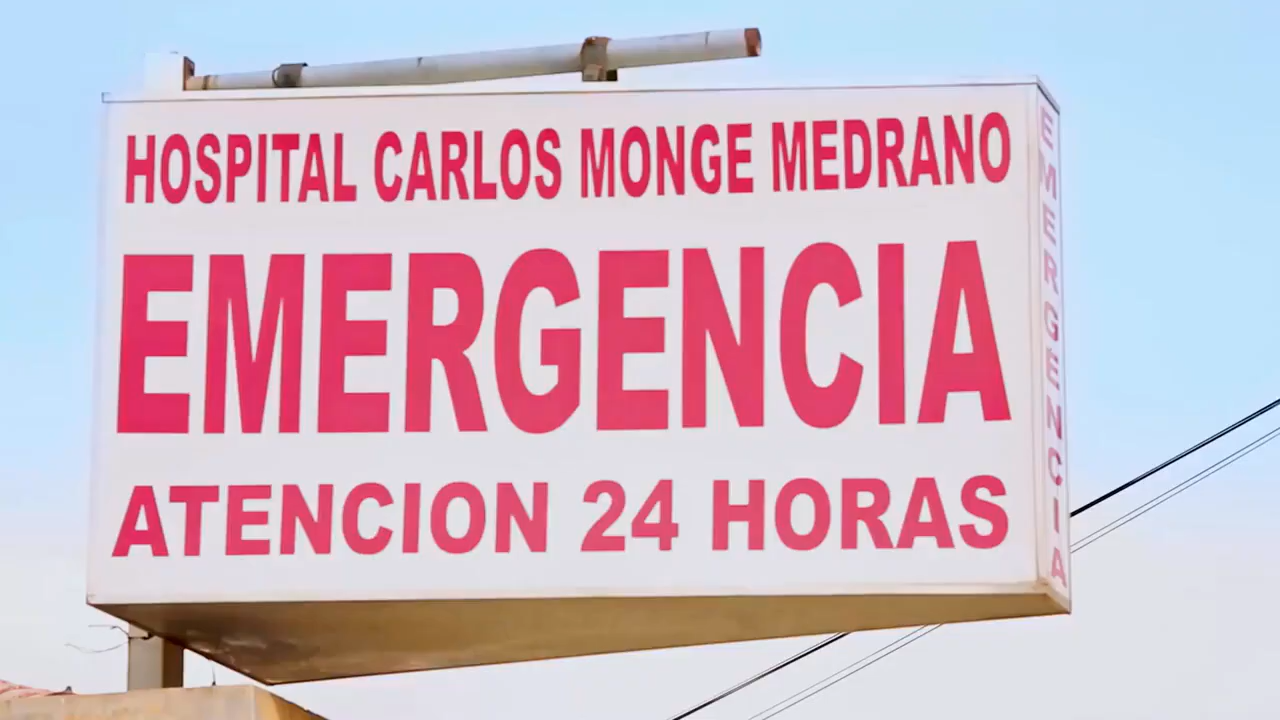 HOSPITAL CARLOS MONGE MEDRANO
EMERGENCIA
ATENCION 24 HORAS
EMERGENCIA